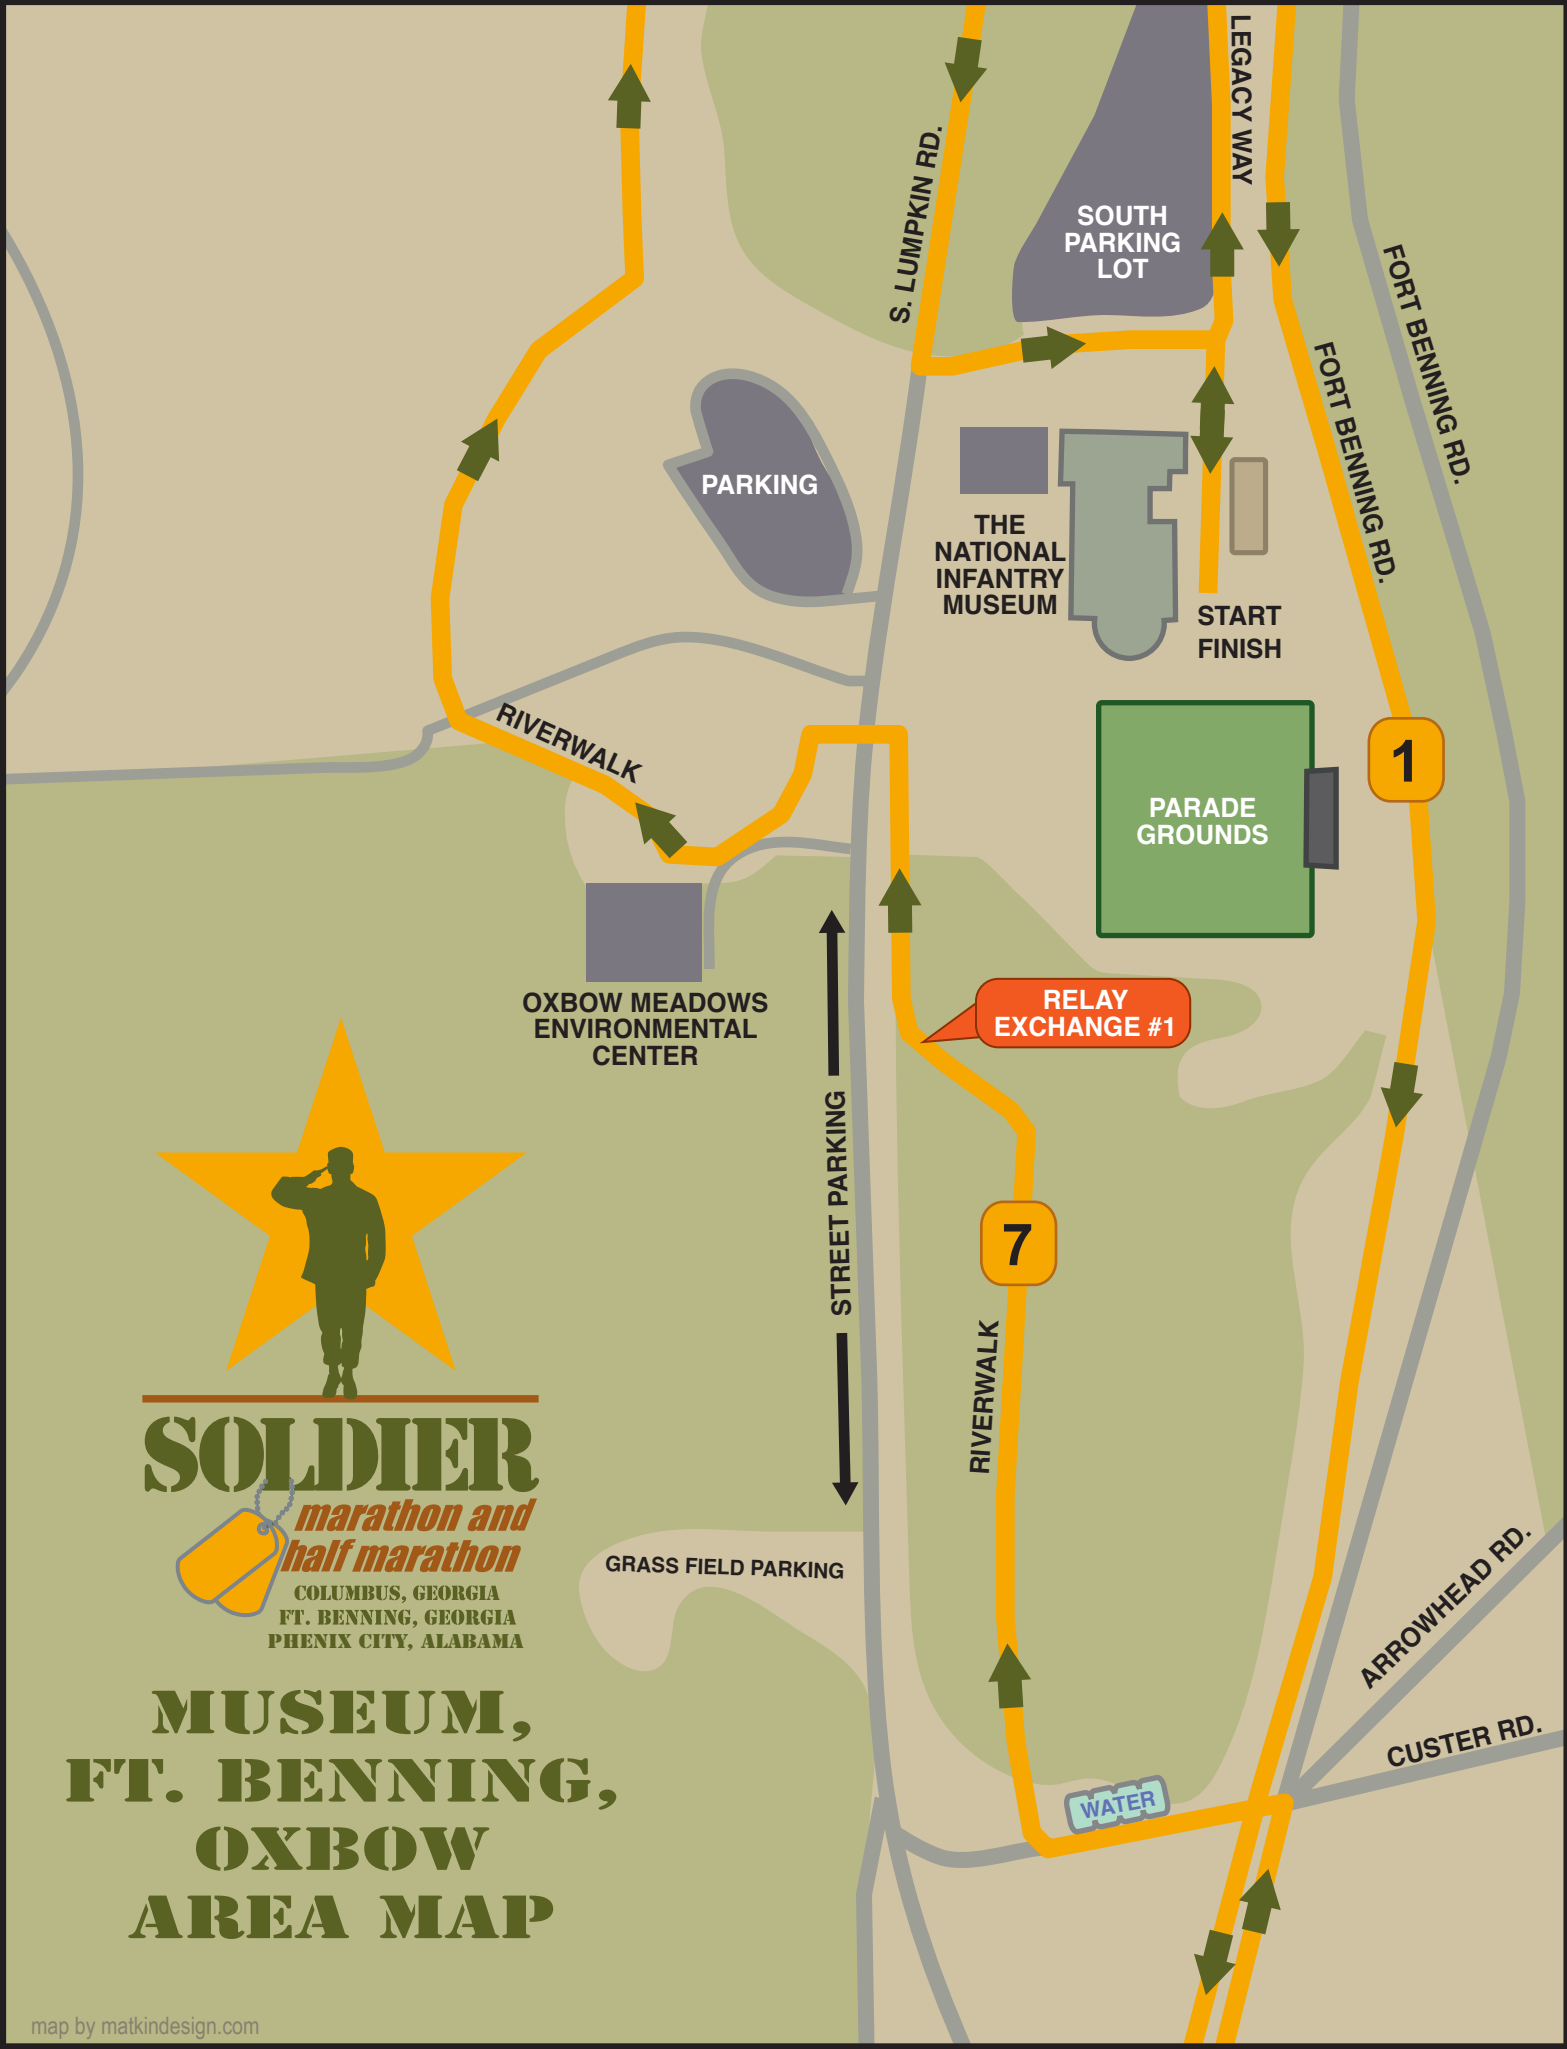 LEGACY WAY
S. LUMPKIN RD.
SOUTH
PARKING
LOT
FORT BENNING RD.
FORT BENNING RD.
PARKING
THE
NATIONAL
INFANTRY
MUSEUM
START
FINISH
RIVERWALK
1
PARADE
GROUNDS
OXBOW MEADOWS
ENVIRONMENTAL
CENTER
RELAY
EXCHANGE #1
STREET PARKING
7
RIVERWALK
GRASS FIELD PARKING
ARROWHEAD RD.
CUSTER RD.
WATER
SOLDIER
marathon and
half marathon
COLUMBUS, GEORGIA
FT. BENNING, GEORGIA
PHENIX CITY, ALABAMA
MUSEUM,
FT. BENNING,
OXBOW
AREA MAP
map by matkindesign.com